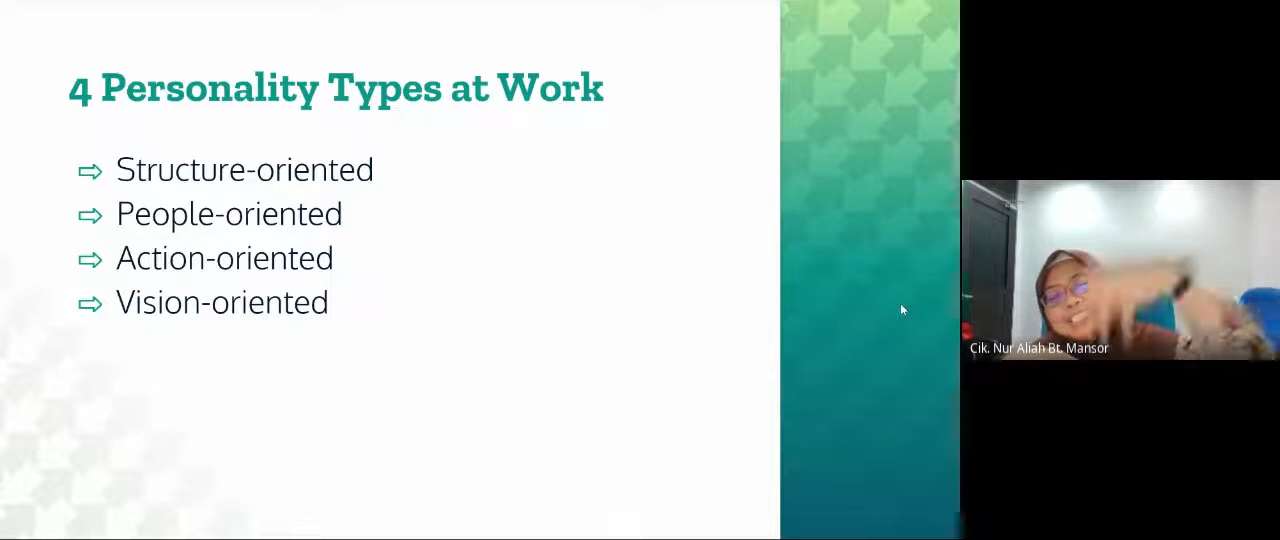 4 Personality Types at Work
⇨ Structure-oriented
⇨ People-oriented
⇨ Action-oriented
⇨ Vision-oriented
Cik. Nur Aliah Bt. Mansor